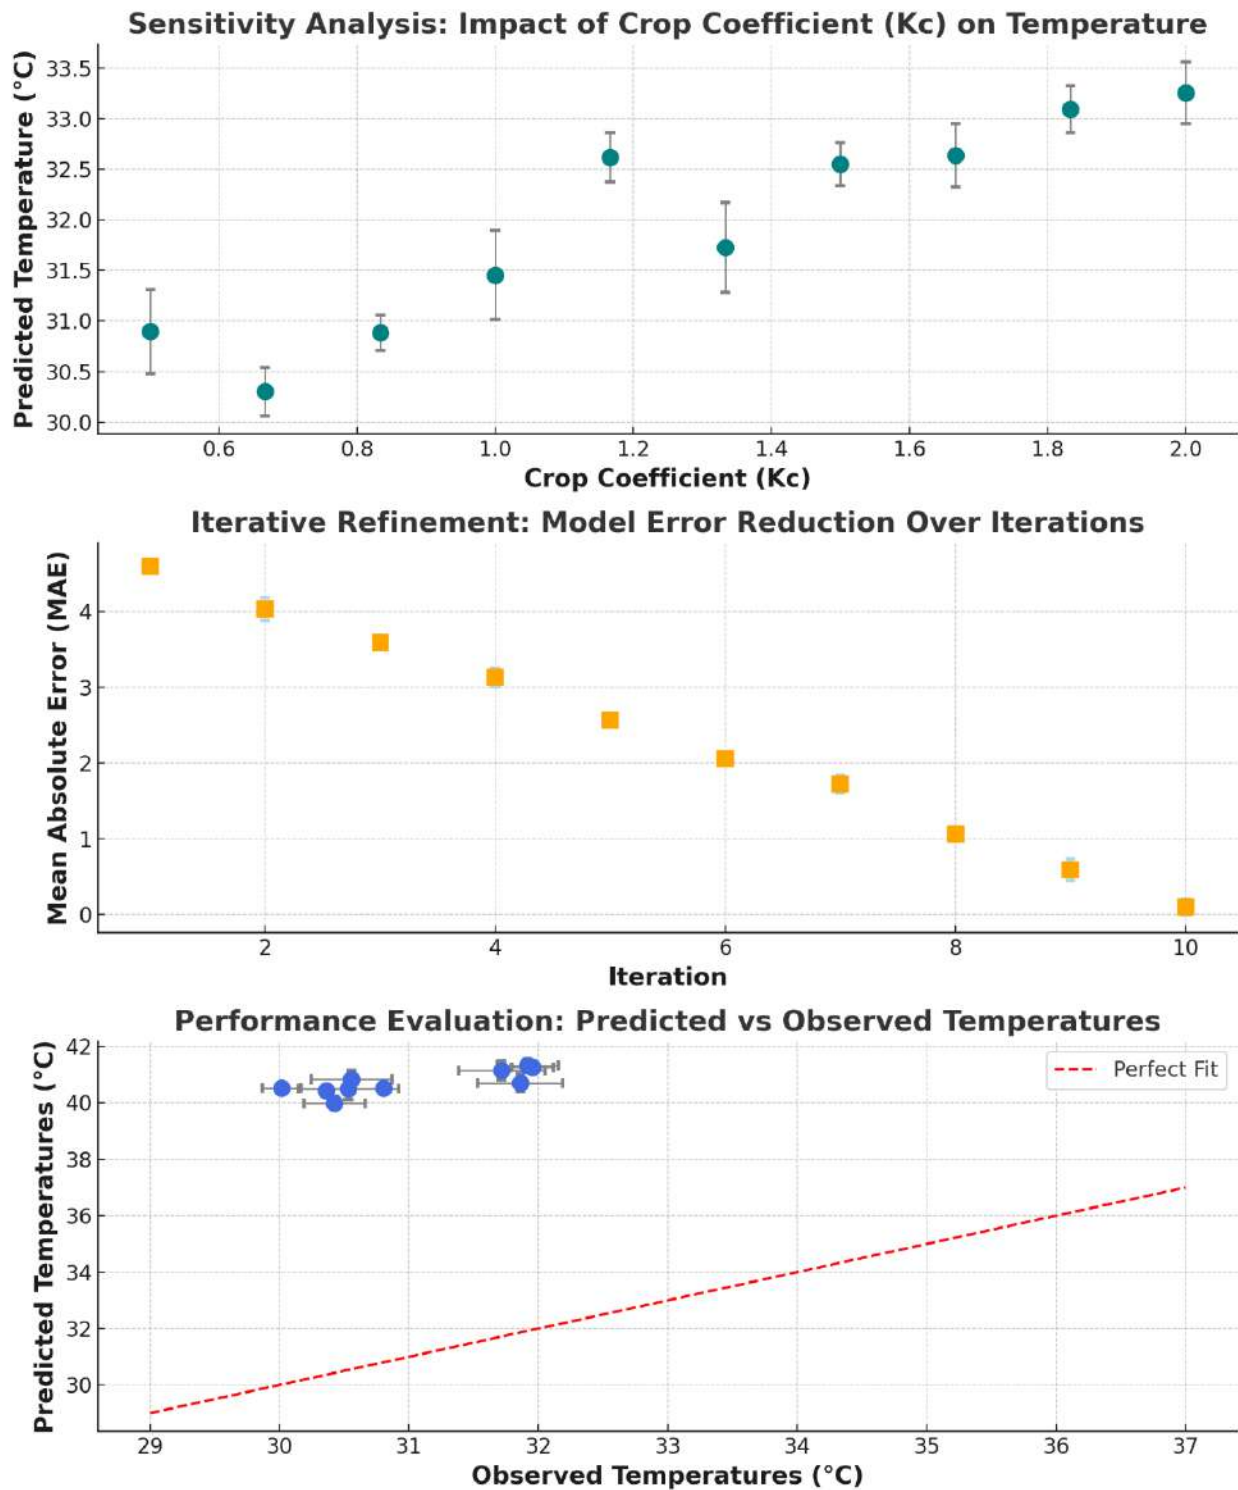 Sensitivity Analysis: Impact of Crop Coefficient (Kc) on Temperature
Predicted Temperature (°C)
33.5
33.0
32.5
32.0
31.5
31.0
30.5
30.0
0.6 0.8 1.0 1.2 1.4 1.6 1.8 2.0
Crop Coefficient (Kc)
Iterative Refinement: Model Error Reduction Over Iterations
Mean Absolute Error (MAE)
4
3
2
1
0
2 4 6 8 10
Iteration
Performance Evaluation: Predicted vs Observed Temperatures
Predicted Temperatures (°C)
42
40
38
36
34
32
30
Perfect Fit
29 30 31 32 33 34 35 36 37
Observed Temperatures (°C)